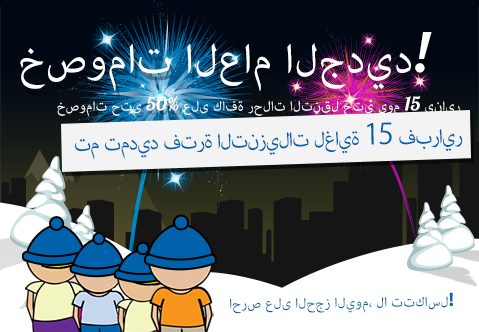 خصومات العام الجديد!
خصومات حتى 50% على كافة رحلات التنقل حتى يوم 15 يناير
تم تمديد فترة التنزيلات لغاية 15 فبراير
احرص على الحجز اليوم، لا تتكاسل!